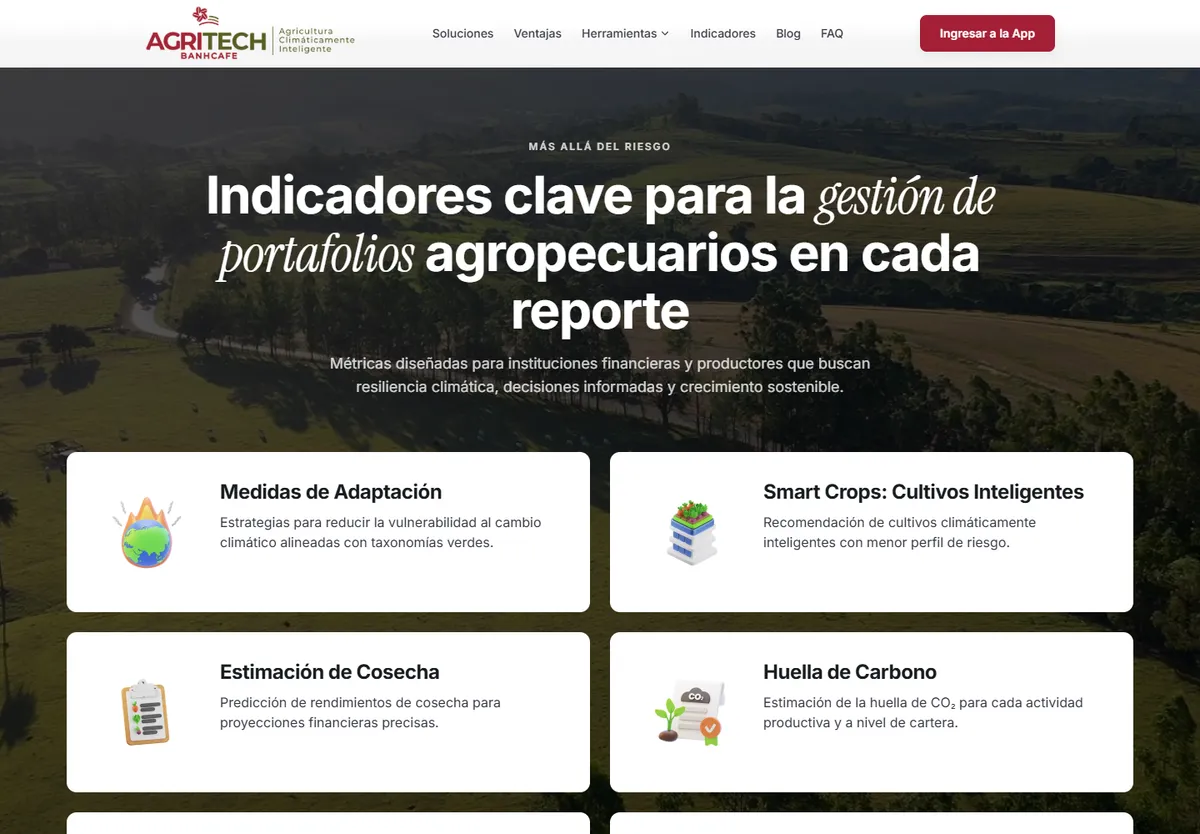 AGRITECH
BANHCAFE
Agricultura
Climáticamente
Inteligente
Soluciones
Ventajas
Herramientas
Indicadores
Blog
FAQ
Ingresar a la App
MÁS ALLÁ DEL RIESGO
Indicadores clave para la gestión de
portafolios agropecuarios en cada
reporte
Métricas diseñadas para instituciones financieras y productores que buscan
resiliencia climática, decisiones informadas y crecimiento sostenible.
Medidas de Adaptación
Estrategias para reducir la vulnerabilidad al cambio
climático alineadas con taxonomías verdes.
Smart Crops: Cultivos Inteligentes
Recomendación de cultivos climáticamente
inteligentes con menor perfil de riesgo.
Estimación de Cosecha
Predicción de rendimientos de cosecha para
proyecciones financieras precisas.
CO₂
Huella de Carbono
Estimación de la huella de CO₂ para cada actividad
productiva y a nivel de cartera.